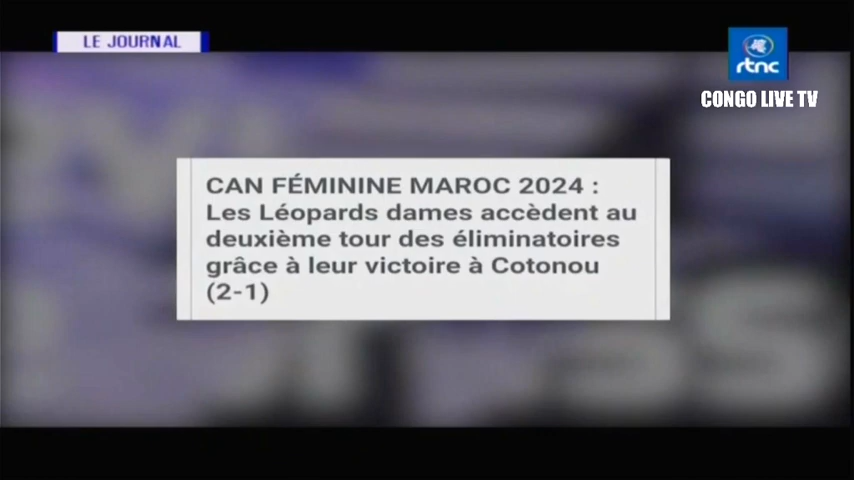 LE JOURNAL
rtnc
CONGO LIVE TV
CAN FÉMININE MAROC 2024 :
Les Léopards dames accèdent au
deuxième tour des éliminatoires
grâce à leur victoire à Cotonou
(2-1)